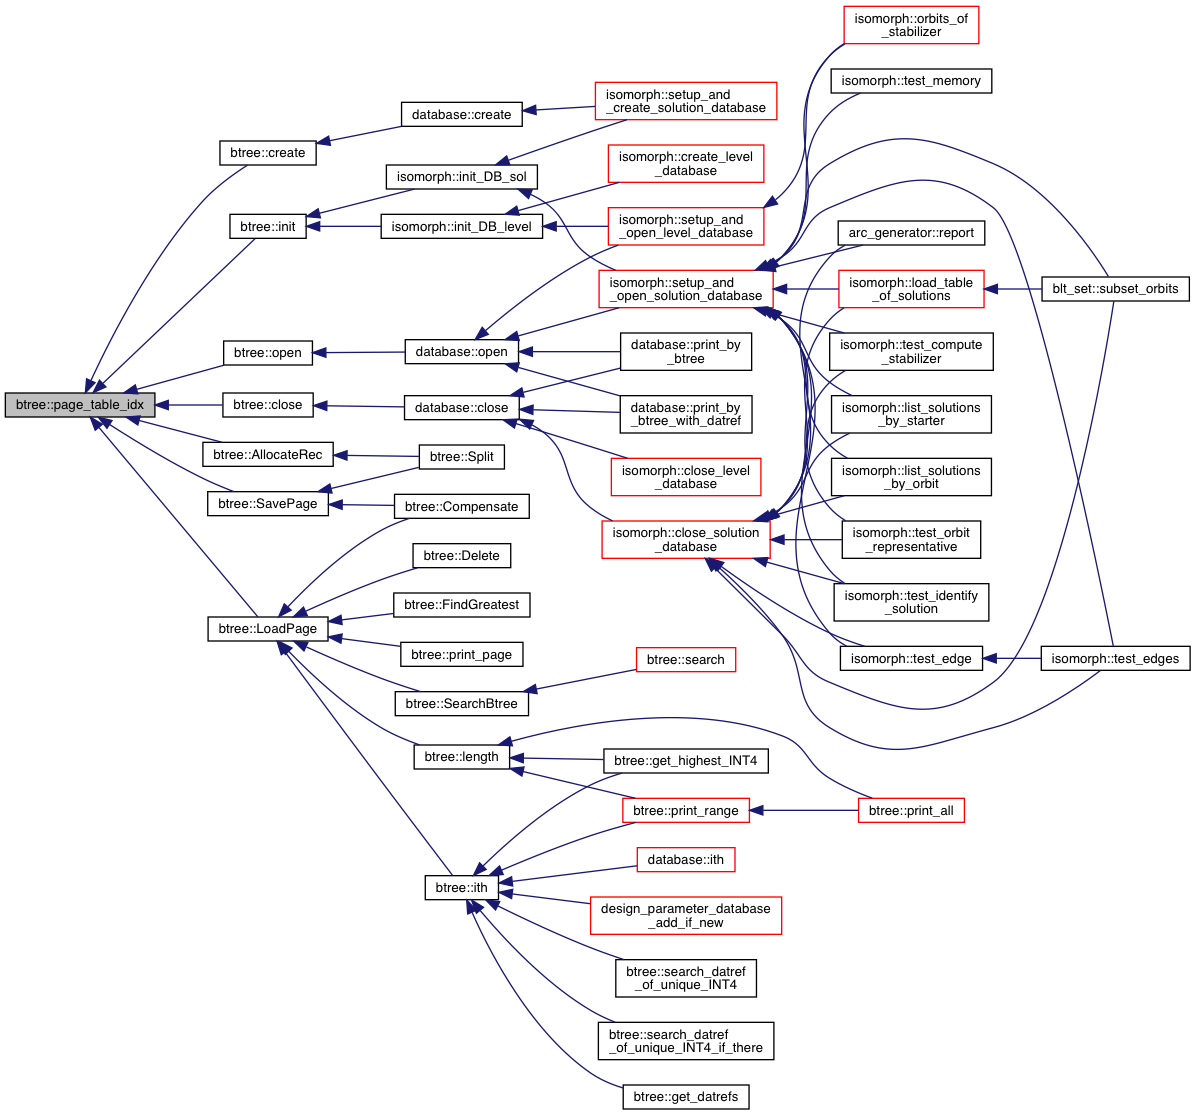 btree::page_table_idx
btree::create
btree::init
btree::open
btree::close
btree::AllocateRec
btree::SavePage
btree::LoadPage
database::create
isomorph::init_DB_sol
isomorph::init_DB_level
database::open
database::close
btree::Split
btree::Compensate
btree::Delete
btree::FindGreatest
btree::print_page
btree::SearchBtree
btree::length
btree::ith
isomorph::setup_and
_create_solution_database
isomorph::create_level
_database
isomorph::setup_and
_open_level_database
isomorph::setup_and
_open_solution_database
database::print_by
_btree
database::print_by
_btree_with_datref
isomorph::close_level
_database
isomorph::close_solution
_database
btree::search
btree::get_highest_INT4
btree::print_range
database::ith
design_parameter_database
_add_if_new
btree::search_datref
_of_unique_INT4
btree::search_datref
_of_unique_INT4_if_there
btree::get_datrefs
isomorph::orbits_of
_stabilizer
isomorph::test_memory
arc_generator::report
isomorph::load_table
_of_solutions
isomorph::test_compute
_stabilizer
isomorph::list_solutions
_by_starter
isomorph::list_solutions
_by_orbit
isomorph::test_orbit
_representative
isomorph::test_identify
_solution
isomorph::test_edge
btree::print_all
blt_set::subset_orbits
isomorph::test_edges